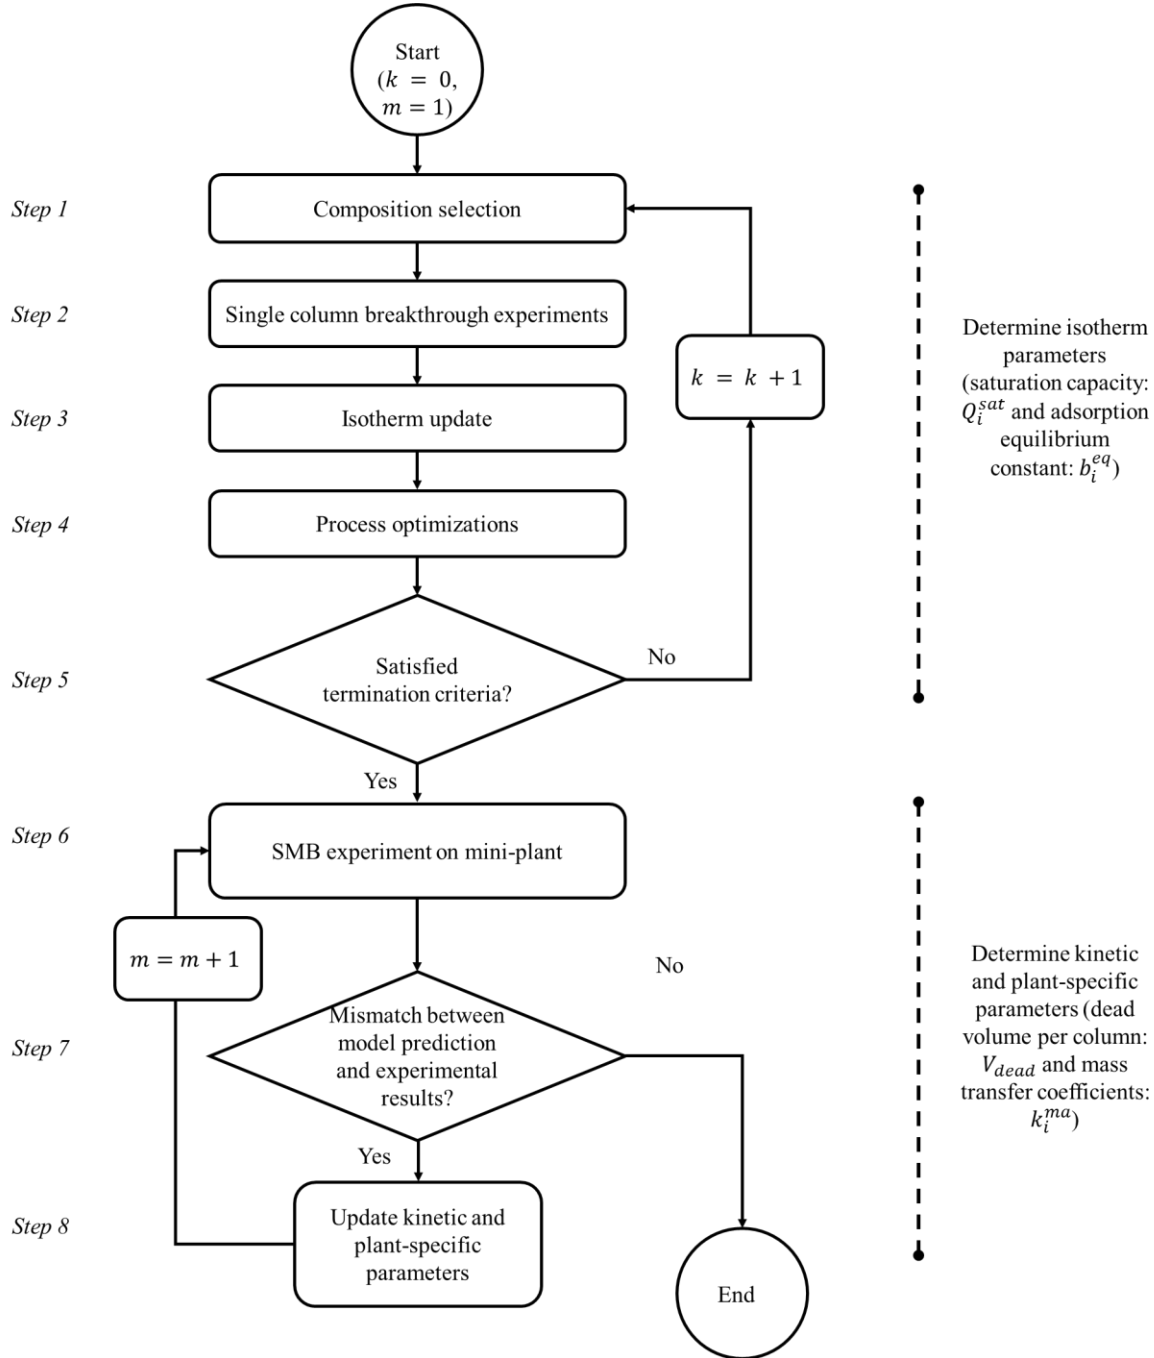 Start
(k = 0,
m = 1)
Step 1
Composition selection
Step 2
Single column breakthrough experiments
k = k + 1
Step 3
Isotherm update
Step 4
Process optimizations
Determine isotherm
parameters
(saturation capacity:
Q_i^{sat} and adsorption
equilibrium
constant: b_i^{eq})
Step 5
Satisfied
termination criteria?
No
Yes
Step 6
SMB experiment on mini-plant
m = m + 1
Step 7
Mismatch between
model prediction
and experimental
results?
No
Yes
Determine kinetic
and plant-specific
parameters (dead
volume per column:
V_{dead} and mass
transfer coefficients:
k_i^{ma})
Step 8
Update kinetic and
plant-specific
parameters
End